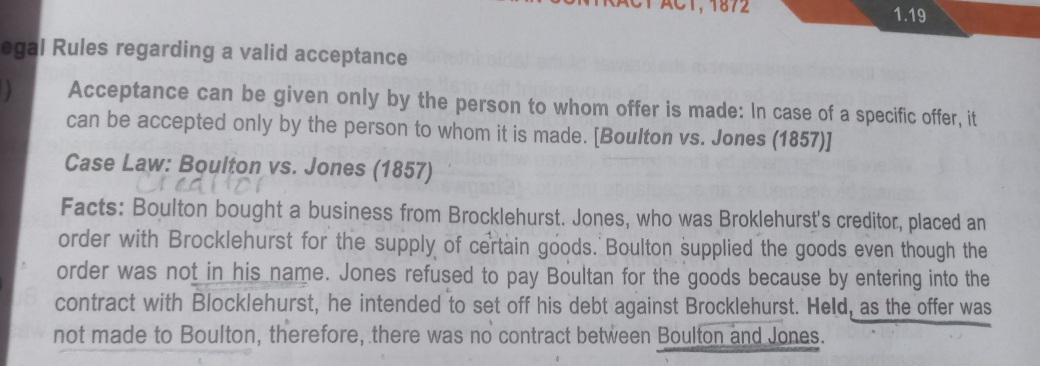 CONTRACT ACT, 1872
1.19
egal Rules regarding a valid acceptance
Acceptance can be given only by the person to whom offer is made: In case of a specific offer, it
can be accepted only by the person to whom it is made. [Boulton vs. Jones (1857)]
Case Law: Boulton vs. Jones (1857)
Creditor
Facts: Boulton bought a business from Brocklehurst. Jones, who was Broklehurst's creditor, placed an
order with Brocklehurst for the supply of certain goods. Boulton supplied the goods even though the
order was not in his name. Jones refused to pay Boultan for the goods because by entering into the
contract with Blocklehurst, he intended to set off his debt against Brocklehurst. Held, as the offer was
not made to Boulton, therefore, there was no contract between Boulton and Jones.